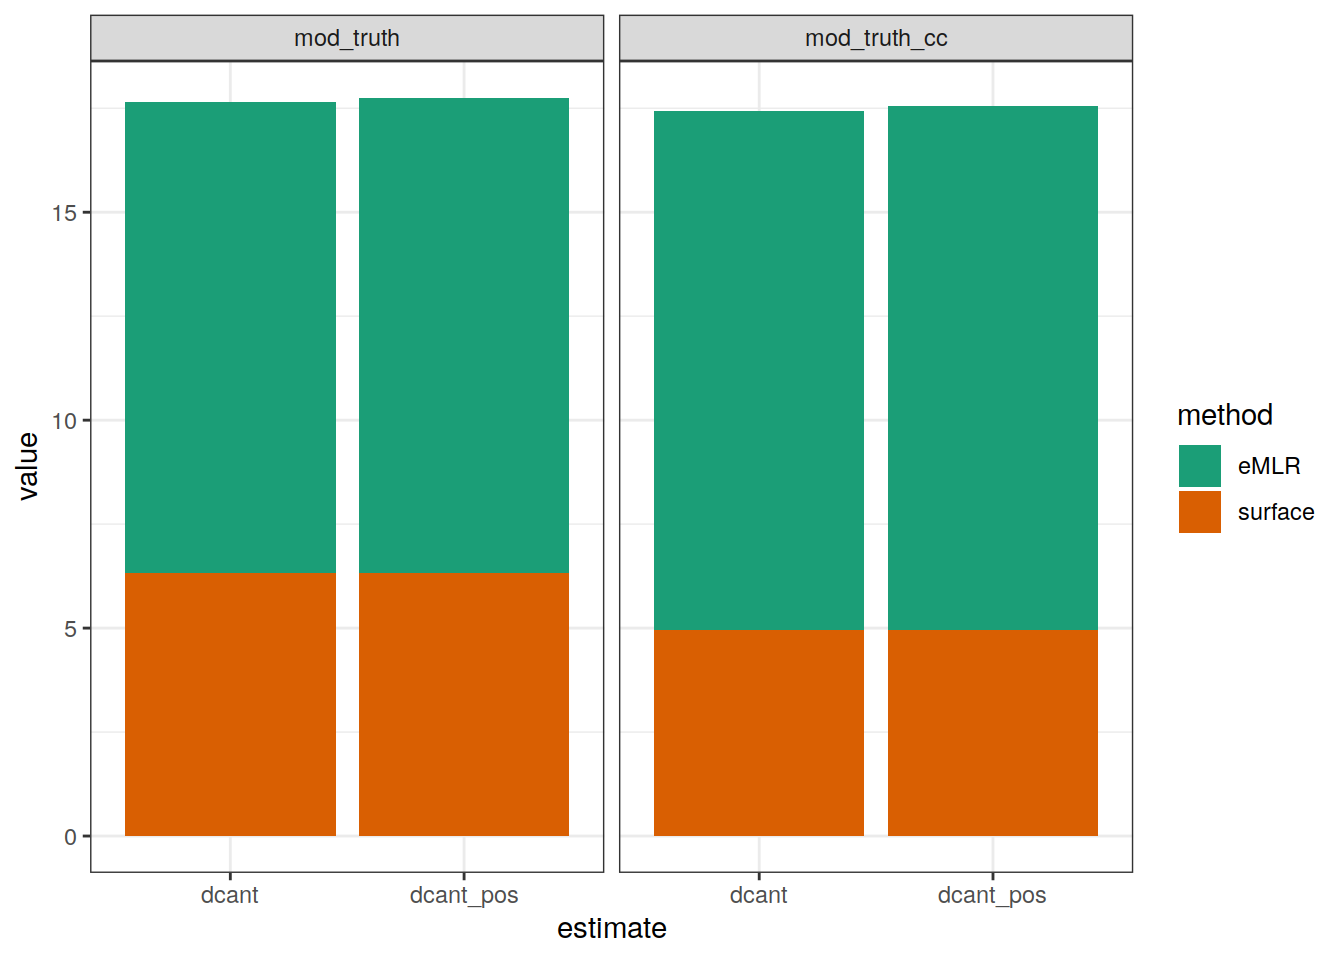 mod_truth
mod_truth_cc
value
15
10
5
0
dcant
dcant_pos
dcant
dcant_pos
estimate
method
eMLR
surface